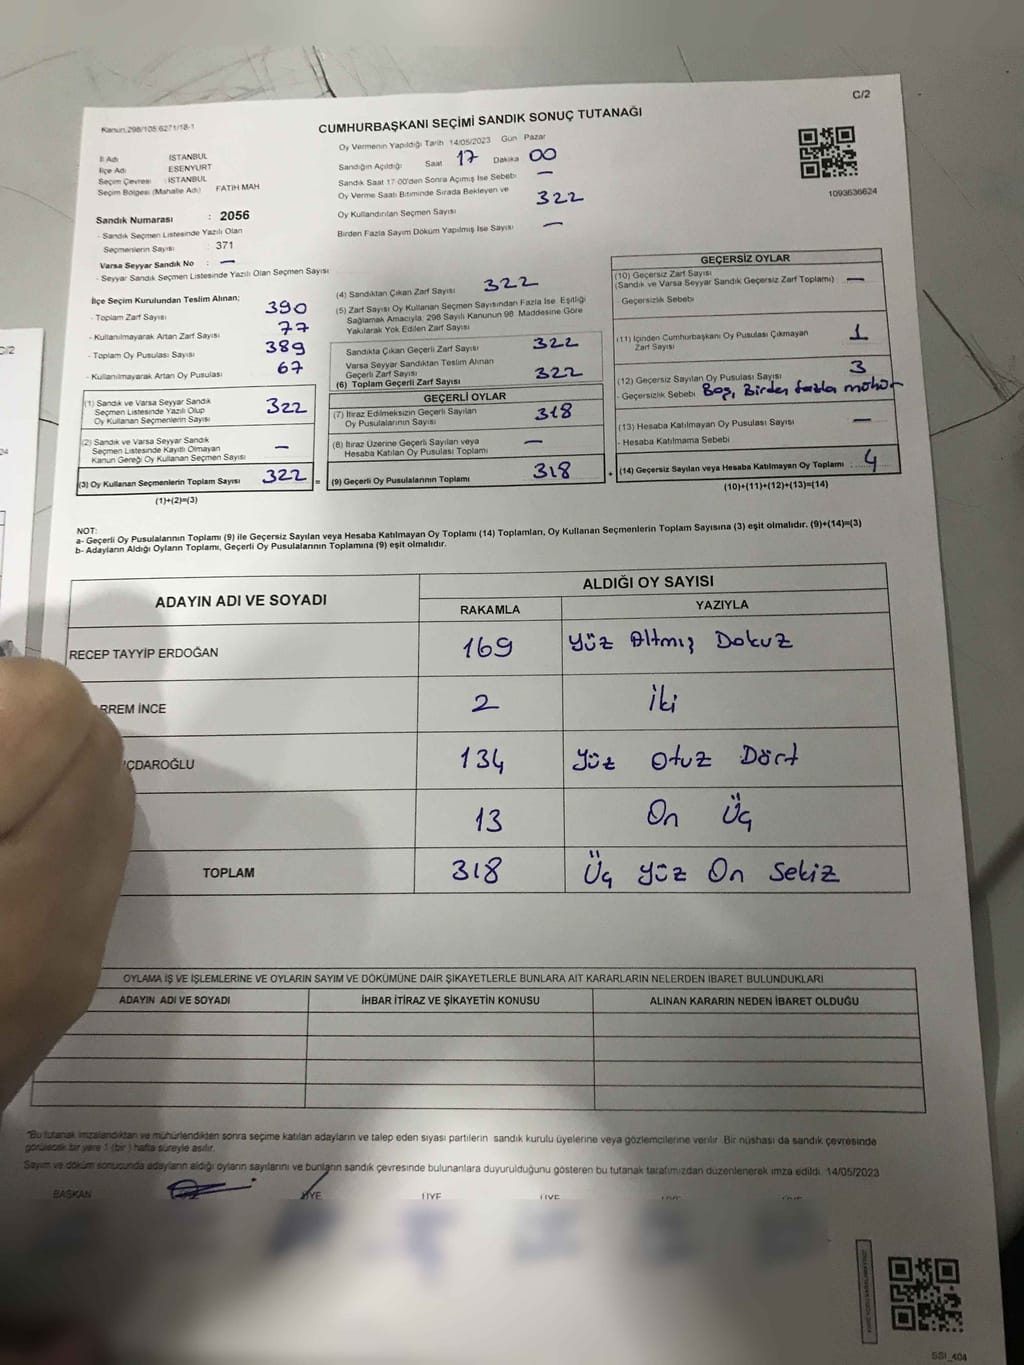 C/2
Kanun:298/105:6271/18-1
CUMHURBAŞKANI SEÇİMİ SANDIK SONUÇ TUTANAĞI
İl Adı İSTANBUL
İlçe Adı ESENYURT
Seçim Çevresi : İSTANBUL
Seçim Bölgesi (Mahalle Adı) FATİH MAH
Oy Vermenin Yapıldığı Tarih 14/05/2023 Gün Pazar
Sandığın Açıldığı Saat 17 Dakika 00
Sandık Saat 17:00'den Sonra Açımış İse Sebebi —
Oy Verme Saati Bitiminde Sırada Bekleyen ve
Oy Kullandırılan Seçmen Sayısı 322
Birden Fazla Sayım Döküm Yapılmış İse Sayısı —
1093636624
Sandık Numarası : 2056
- Sandık Seçmen Listesinde Yazılı Olan
Seçmenlerin Sayısı : 371
Varsa Seyyar Sandık No : —
- Seyyar Sandık Seçmen Listesinde Yazılı Olan Seçmen Sayısı
İlçe Seçim Kurulundan Teslim Alınan:
- Toplam Zarf Sayısı 390
- Kullanılmayarak Artan Zarf Sayısı 77
- Toplam Oy Pusulası Sayısı 389
- Kullanılmayarak Artan Oy Pusulası 67
(1) Sandık ve Varsa Seyyar Sandık
Seçmen Listesinde Yazılı Olup
Oy Kullanan Seçmenlerin Sayısı 322
(2) Sandık ve Varsa Seyyar Sandık
Seçmen Listesinde Kayıtlı Olmayan
Kanun Gereği Oy Kullanan Seçmen Sayısı —
(3) Oy Kullanan Seçmenlerin Toplam Sayısı 322 =
(1)+(2)=(3)
(4) Sandıktan Çıkan Zarf Sayısı 322
(5) Zarf Sayısı Oy Kullanan Seçmen Sayısından Fazla İse, Eşitliği
Sağlamak Amacıyla; 298 Sayılı Kanunun 98. Maddesine Göre
Yakılarak Yok Edilen Zarf Sayısı
Sandıkta Çıkan Geçerli Zarf Sayısı 322
Varsa Seyyar Sandıktan Teslim Alınan
Geçerli Zarf Sayısı
(6) Toplam Geçerli Zarf Sayısı 322
GEÇERLİ OYLAR
(7) İtiraz Edilmeksizin Geçerli Sayılan
Oy Pusulalarının Sayısı 318
(8) İtiraz Üzerine Geçerli Sayılan veya
Hesaba Katılan Oy Pusulası Toplamı —
(9) Geçerli Oy Pusulalarının Toplamı 318 +
GEÇERSİZ OYLAR
(10) Geçersiz Zarf Sayısı
(Sandık ve Varsa Seyyar Sandık Geçersiz Zarf Toplamı) —
- Geçersizlik Sebebi
(11) İçinden Cumhurbaşkanı Oy Pusulası Çıkmayan
Zarf Sayısı 1
(12) Geçersiz Sayılan Oy Pusulası Sayısı 3
- Geçersizlik Sebebi Boş, Birden fazla mühür
(13) Hesaba Katılmayan Oy Pusulası Sayısı —
- Hesaba Katılmama Sebebi
(14) Geçersiz Sayılan veya Hesaba Katılmayan Oy Toplamı : 4
(10)+(11)+(12)+(13)=(14)
NOT:
a- Geçerli Oy Pusulalarının Toplamı (9) ile Geçersiz Sayılan veya Hesaba Katılmayan Oy Toplamı (14) Toplamları, Oy Kullanan Seçmenlerin Toplam Sayısına (3) eşit olmalıdır. (9)+(14)=(3)
b- Adayların Aldığı Oyların Toplamı, Geçerli Oy Pusulalarının Toplamına (9) eşit olmalıdır.
ADAYIN ADI VE SOYADI ALDIĞI OY SAYISI
RAKAMLA YAZIYLA
RECEP TAYYİP ERDOĞAN 169 Yüz Altmış Dokuz
RREM İNCE 2 İki
ÇDAROĞLU 134 Yüz Otuz Dört
13 On Üç
TOPLAM 318 Üç yüz On Sekiz
OYLAMA İŞ VE İŞLEMLERİNE VE OYLARIN SAYIM VE DÖKÜMÜNE DAİR ŞİKAYETLERLE BUNLARA AİT KARARLARIN NELERDEN İBARET BULUNDUKLARI
ADAYIN ADI VE SOYADI İHBAR İTİRAZ VE ŞİKAYETİN KONUSU ALINAN KARARIN NEDEN İBARET OLDUĞU
*Bu tutanak imzalandıktan ve mühürlendikten sonra seçime katılan adayların ve talep eden siyasi partilerin sandık kurulu üyelerine veya gözlemcilerine verilir. Bir nüshası da sandık çevresinde
görülecek bir yere 1 (bir) hafta süreyle asılır.
Sayım ve döküm sonucunda adayların aldığı oyların sayılarını ve bunların sandık çevresinde bulunanlara duyurulduğunu gösteren bu tutanak tarafımızdan düzenlenerek imza edildi. 14/05/2023
BAŞKAN ÜYE ÜYE ÜYE
SSI_404